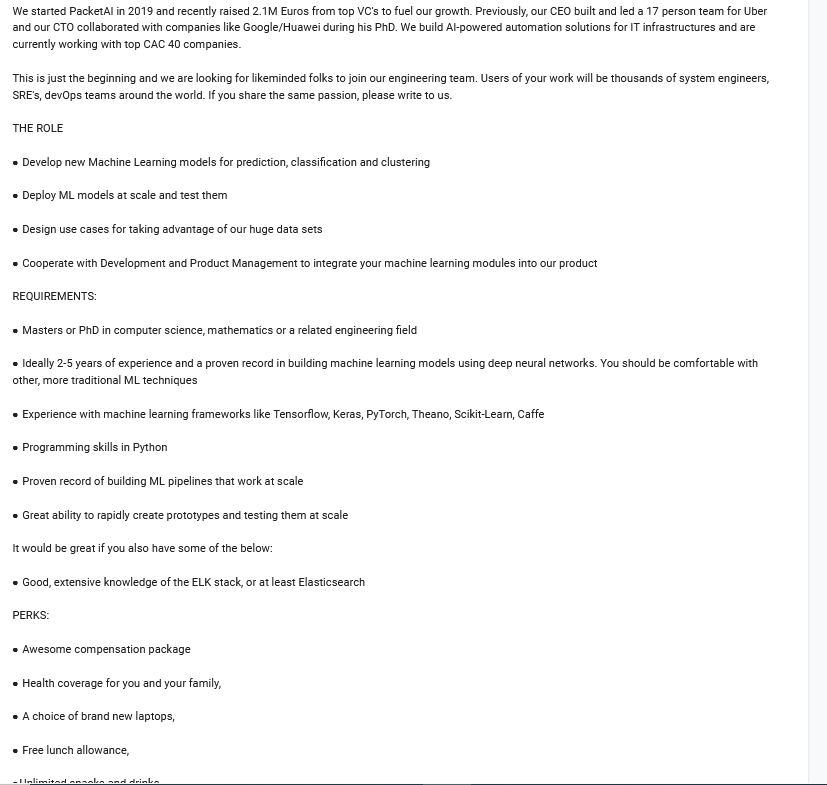 We started PacketAI in 2019 and recently raised 2.1M Euros from top VC's to fuel our growth. Previously, our CEO built and led a 17 person team for Uber
and our CTO collaborated with companies like Google/Huawei during his PhD. We build AI-powered automation solutions for IT infrastructures and are
currently working with top CAC 40 companies.
This is just the beginning and we are looking for likeminded folks to join our engineering team. Users of your work will be thousands of system engineers,
SRE's, devOps teams around the world. If you share the same passion, please write to us.
THE ROLE
• Develop new Machine Learning models for prediction, classification and clustering
• Deploy ML models at scale and test them
• Design use cases for taking advantage of our huge data sets
• Cooperate with Development and Product Management to integrate your machine learning modules into our product
REQUIREMENTS:
• Masters or PhD in computer science, mathematics or a related engineering field
• Ideally 2-5 years of experience and a proven record in building machine learning models using deep neural networks. You should be comfortable with
other, more traditional ML techniques
• Experience with machine learning frameworks like Tensorflow, Keras, PyTorch, Theano, Scikit-Learn, Caffe
• Programming skills in Python
• Proven record of building ML pipelines that work at scale
• Great ability to rapidly create prototypes and testing them at scale
It would be great if you also have some of the below:
• Good, extensive knowledge of the ELK stack, or at least Elasticsearch
PERKS:
• Awesome compensation package
• Health coverage for you and your family,
• A choice of brand new laptops,
• Free lunch allowance,
• Unlimited snacks and drinks